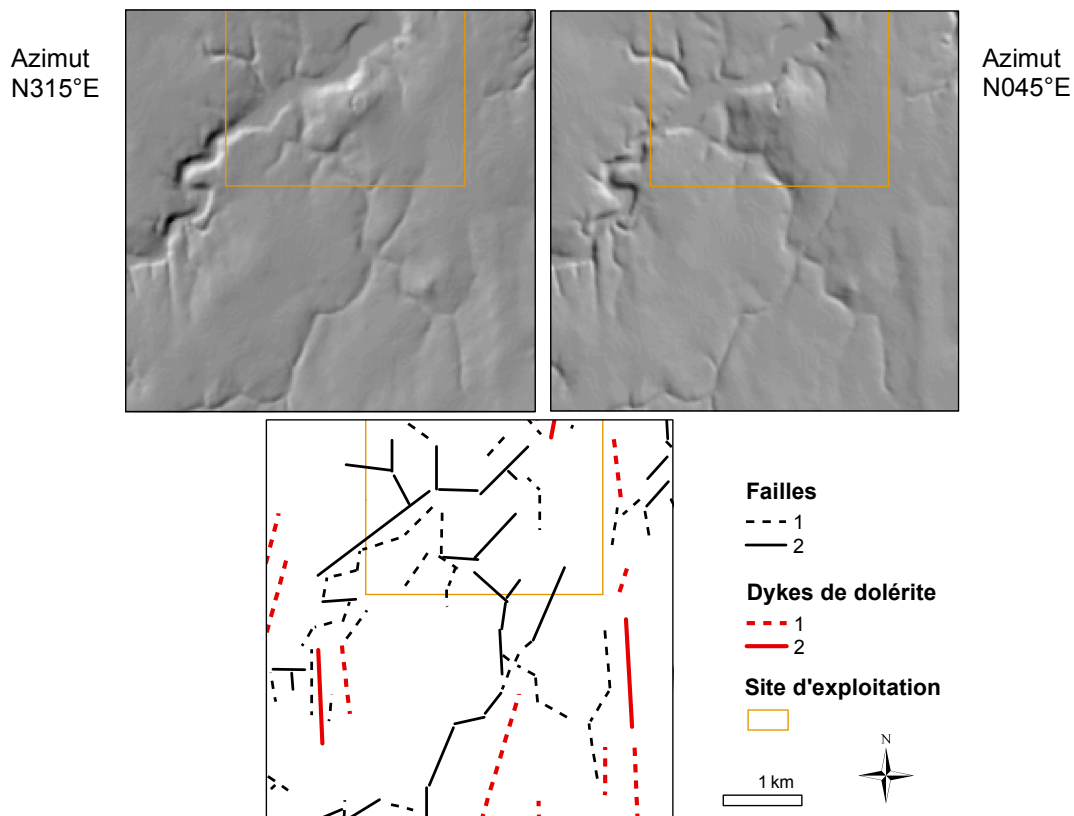 Azimut
N315°E
Azimut
N045°E
Failles
1
2
Dykes de dolérite
1
2
Site d'exploitation
N
1 km